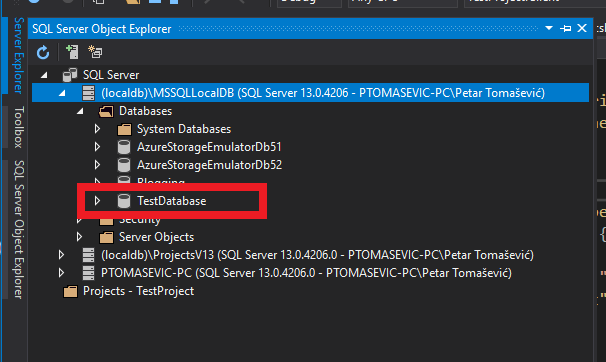 SQL Server Object Explorer
Server Explorer
Toolbox
SQL Server Object Explorer
SQL Server
(localdb)\MSSQLLocalDB (SQL Server 13.0.4206 - PTOMASEVIC-PC\Petar Tomašević)
Databases
System Databases
AzureStorageEmulatorDb51
AzureStorageEmulatorDb52
Blogging
TestDatabase
Security
Server Objects
(localdb)\ProjectsV13 (SQL Server 13.0.4206.0 - PTOMASEVIC-PC\Petar Tomašević)
PTOMASEVIC-PC (SQL Server 13.0.4206.0 - PTOMASEVIC-PC\Petar Tomašević)
Projects - TestProject